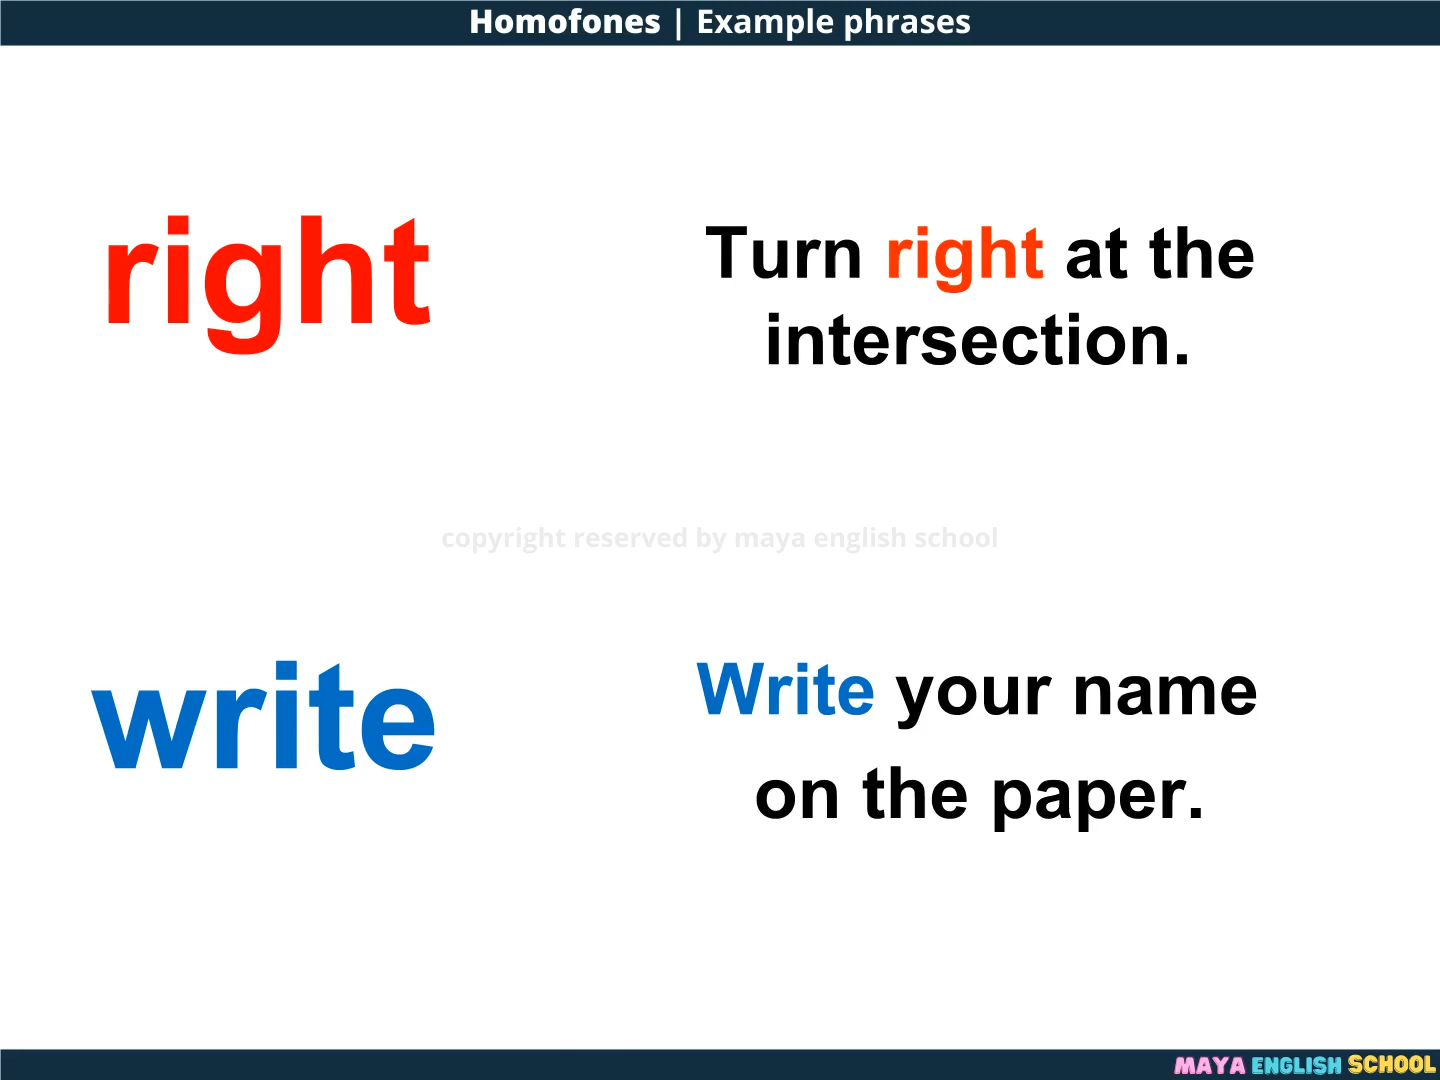 Homofones | Example phrases
right
Turn right at the
intersection.
copyright reserved by maya english school
write
Write your name
on the paper.
MAYA ENGLISH SCHOOL